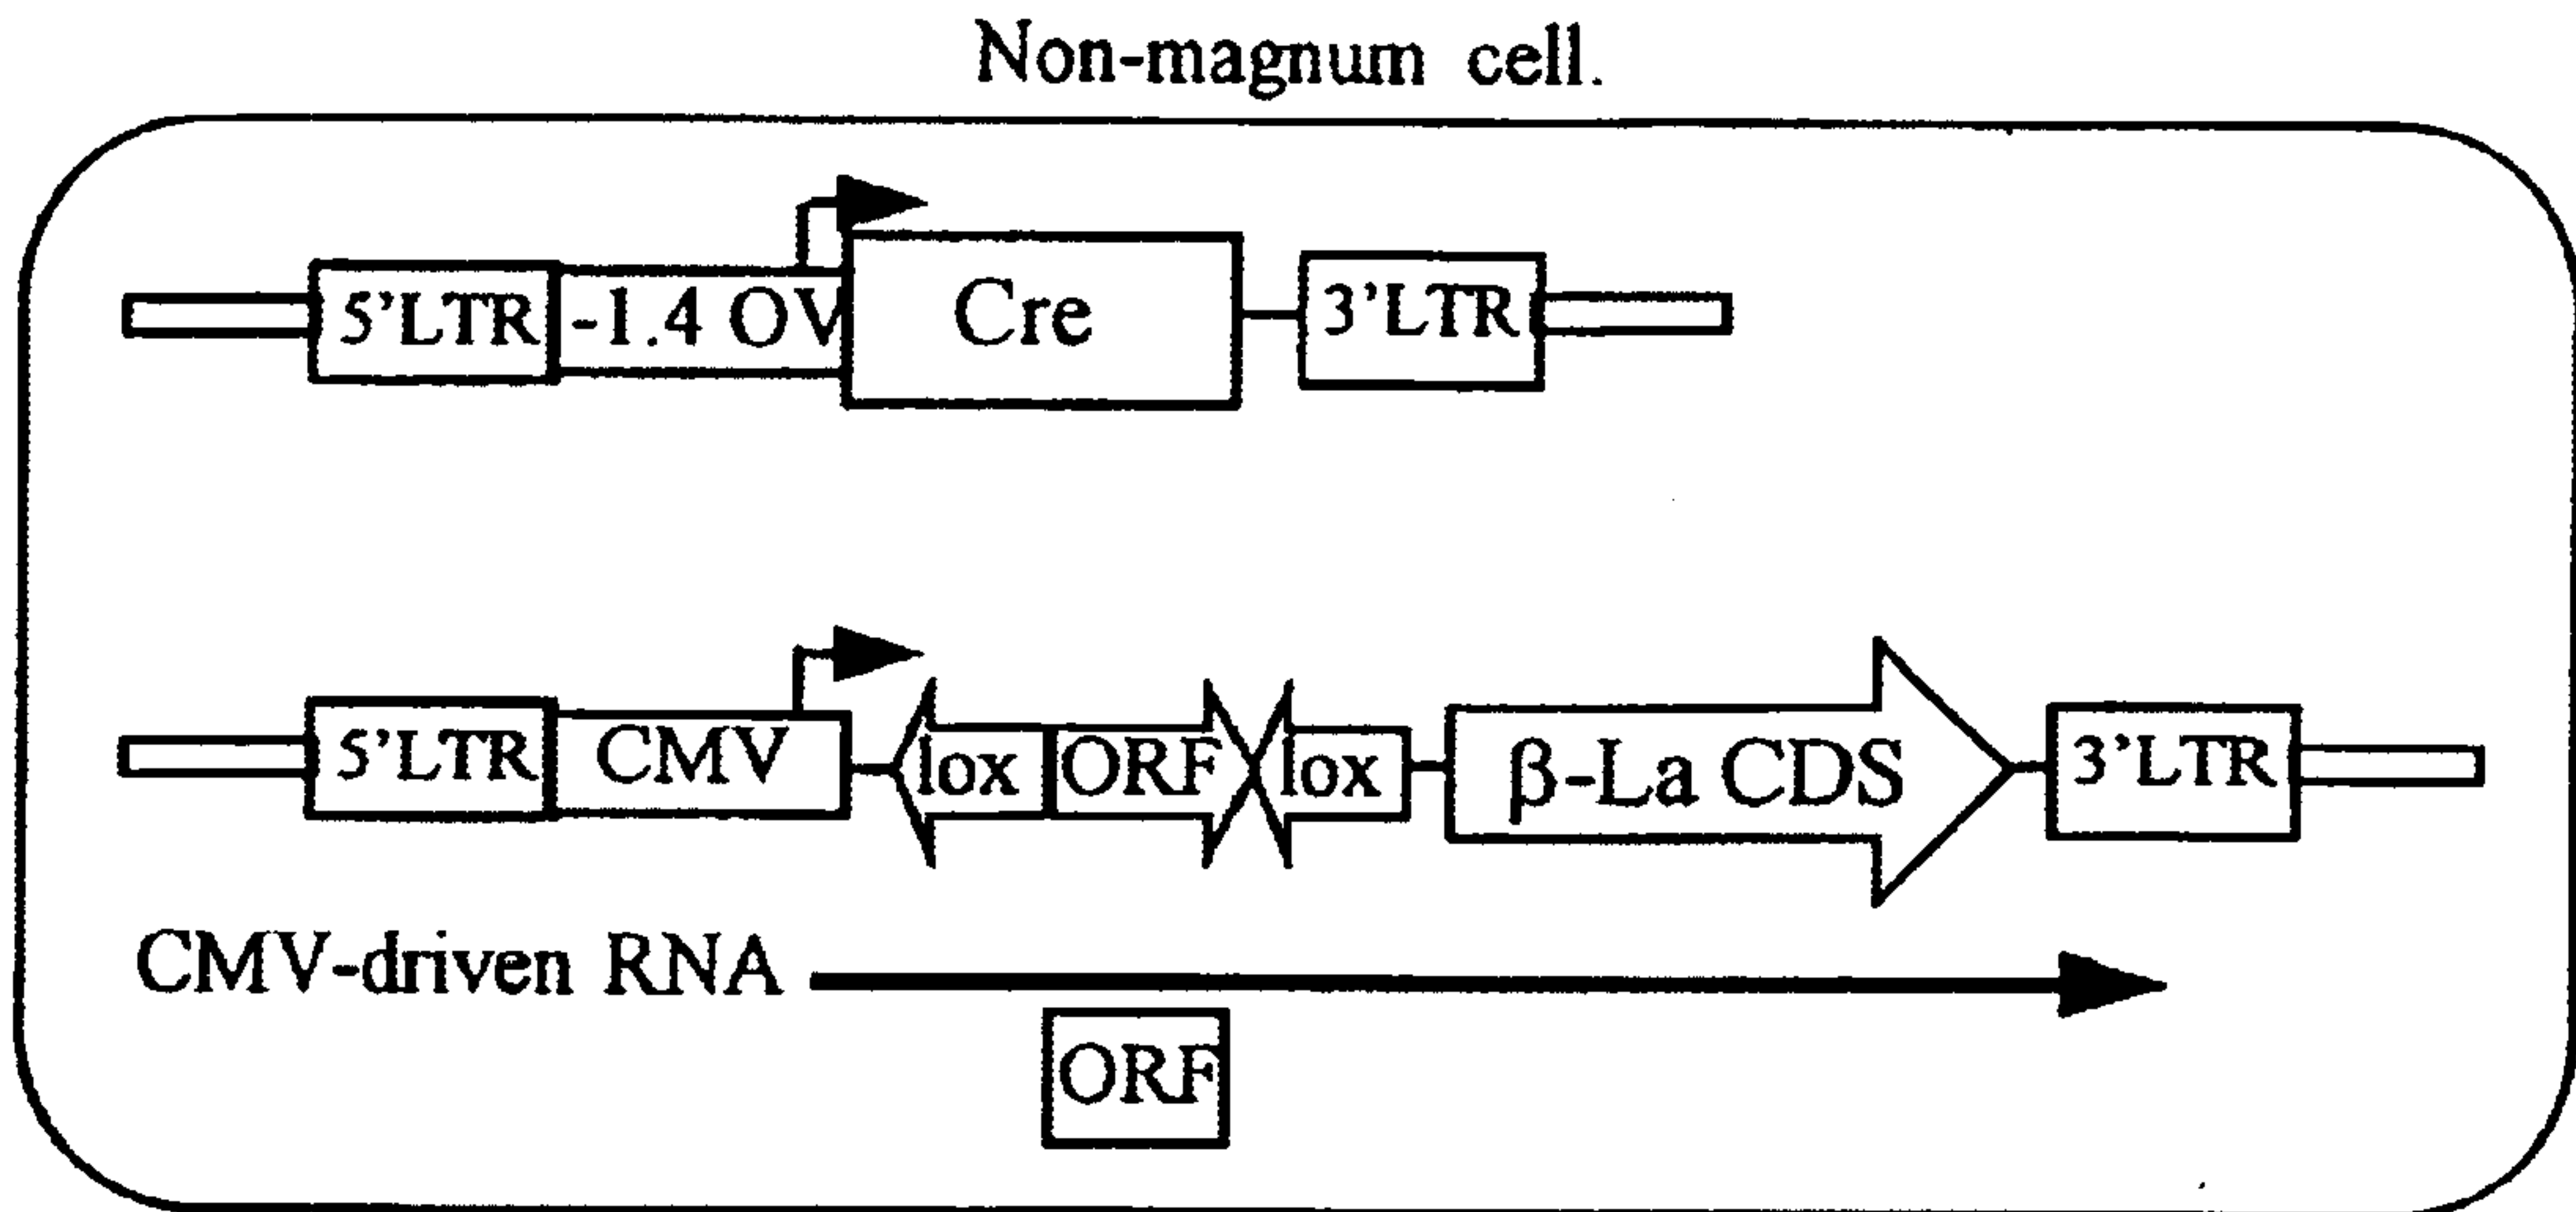 Non-magnum cell.
5'LTR -1.4 OV Cre 3'LTR
5'LTR CMV lox ORF lox β-La CDS 3'LTR
CMV-driven RNA
ORF